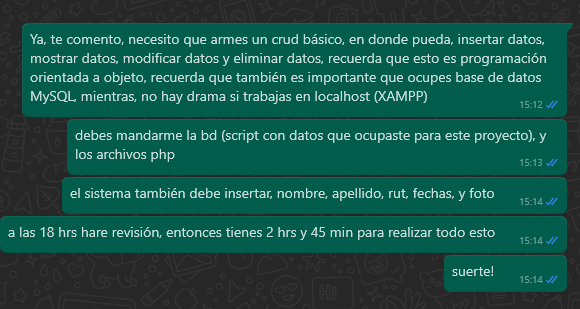 Ya, te comento, necesito que armes un crud básico, en donde pueda, insertar datos,
mostrar datos, modificar datos y eliminar datos, recuerda que esto es programación
orientada a objeto, recuerda que también es importante que ocupes base de datos
MySQL, mientras, no hay drama si trabajas en localhost (XAMPP)
15:12
debes mandarme la bd (script con datos que ocupaste para este proyecto), y
los archivos php
15:13
el sistema también debe insertar, nombre, apellido, rut, fechas, y foto
15:14
a las 18 hrs hare revisión, entonces tienes 2 hrs y 45 min para realizar todo esto
15:14
suerte!
15:14